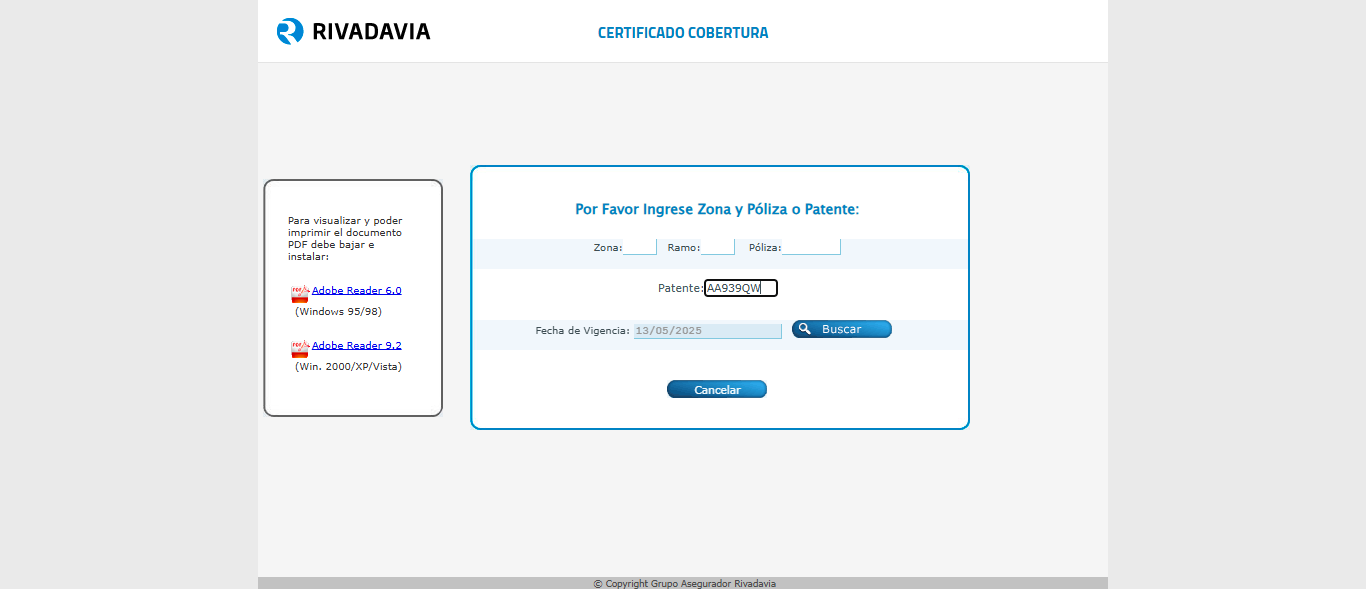 RIVADAVIA
CERTIFICADO COBERTURA
Para visualizar y poder
imprimir el documento
PDF debe bajar e
instalar:
Adobe Reader 6.0
(Windows 95/98)
Adobe Reader 9.2
(Win. 2000/XP/Vista)
Por Favor Ingrese Zona y Póliza o Patente:
Zona: Ramo: Póliza:
Patente: AA939QW
Fecha de Vigencia: 13/05/2025 Buscar
Cancelar
© Copyright Grupo Asegurador Rivadavia